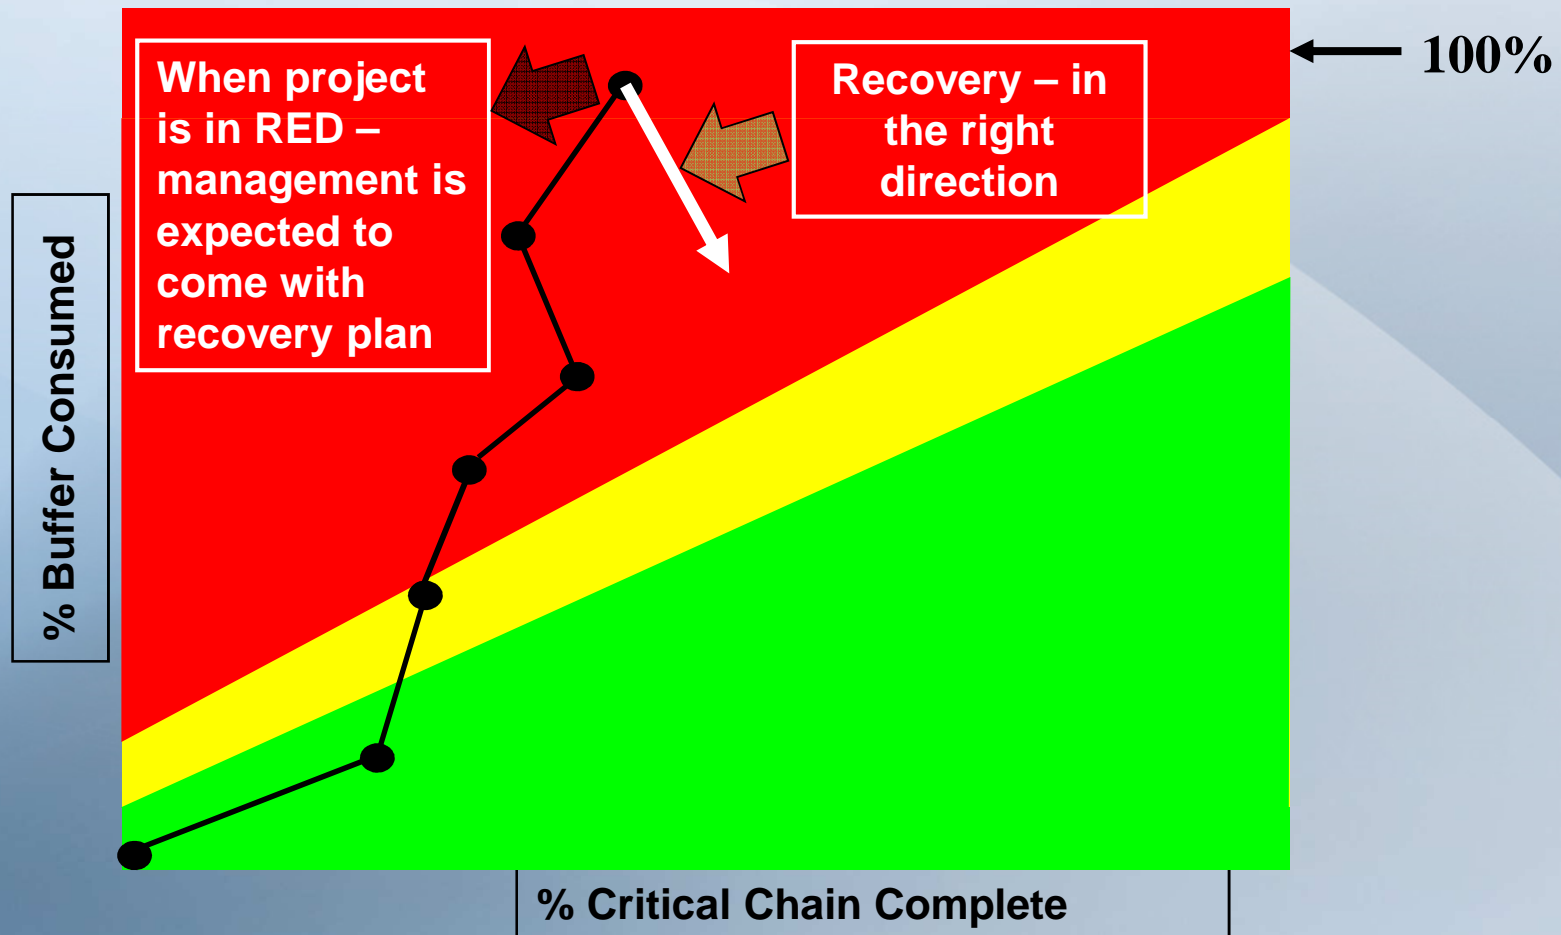 When project
is in RED –
management is
expected to
come with
recovery plan
Recovery – in
the right
direction
100%
% Buffer Consumed
% Critical Chain Complete